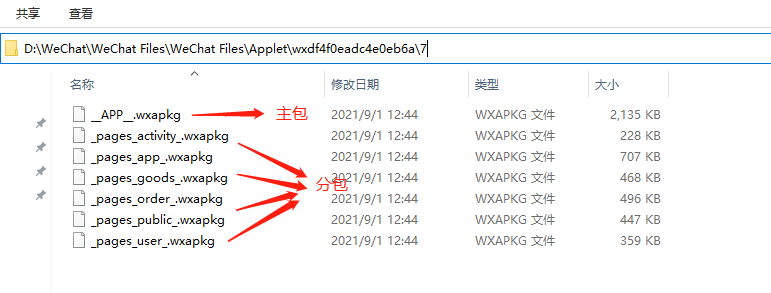 共享 查看
D:\WeChat\WeChat Files\WeChat Files\Applet\wxdf4f0eadc4e0eb6a\7
名称 修改日期 类型 大小
__APP__.wxapkg 主包 2021/9/1 12:44 WXAPKG 文件 2,135 KB
_pages_activity_.wxapkg 2021/9/1 12:44 WXAPKG 文件 228 KB
_pages_app_.wxapkg 2021/9/1 12:44 WXAPKG 文件 707 KB
_pages_goods_.wxapkg 分包 2021/9/1 12:44 WXAPKG 文件 468 KB
_pages_order_.wxapkg 2021/9/1 12:44 WXAPKG 文件 496 KB
_pages_public_.wxapkg 2021/9/1 12:44 WXAPKG 文件 447 KB
_pages_user_.wxapkg 2021/9/1 12:44 WXAPKG 文件 359 KB